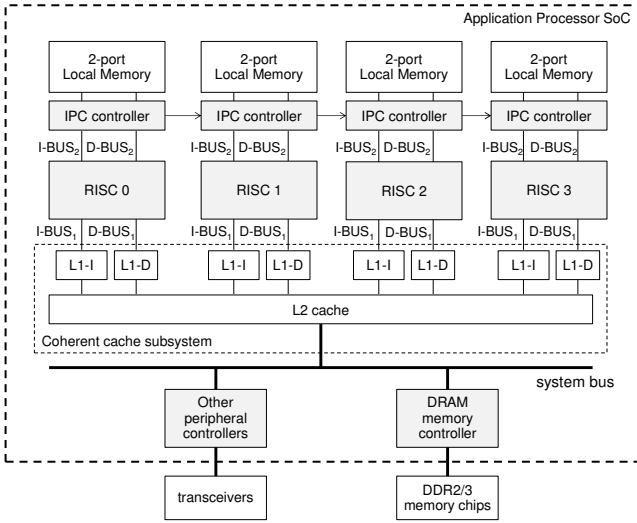 Application Processor SoC
2-port 2-port 2-port 2-port
Local Memory Local Memory Local Memory Local Memory
IPC controller IPC controller IPC controller IPC controller
I-BUS₂ D-BUS₂ I-BUS₂ D-BUS₂ I-BUS₂ D-BUS₂ I-BUS₂ D-BUS₂
RISC 0 RISC 1 RISC 2 RISC 3
I-BUS₁ D-BUS₁ I-BUS₁ D-BUS₁ I-BUS₁ D-BUS₁ I-BUS₁ D-BUS₁
L1-I L1-D L1-I L1-D L1-I L1-D L1-I L1-D
L2 cache
Coherent cache subsystem
system bus
Other DRAM
peripheral memory
controllers controller
transceivers DDR2/3
memory chips